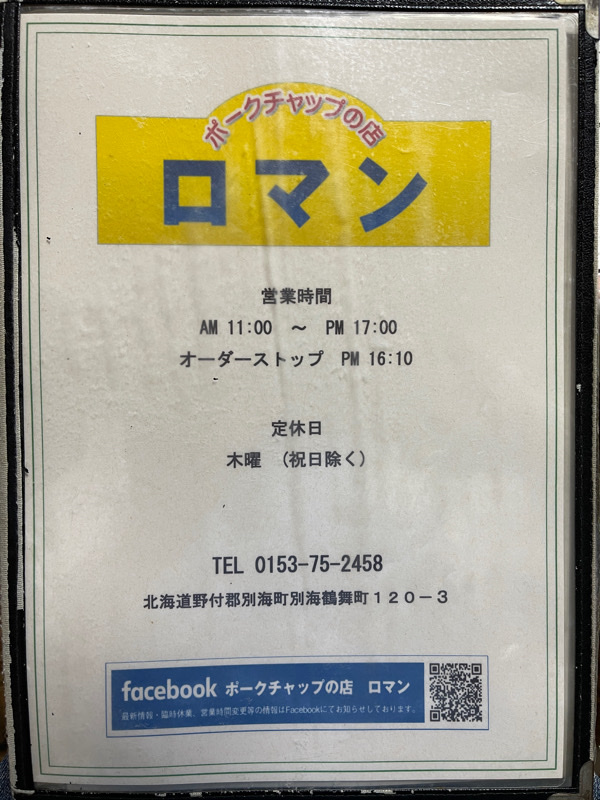 ポークチャップの店
ロマン
営業時間
AM 11:00 ～ PM 17:00
オーダーストップ PM 16:10
定休日
木曜 (祝日除く)
TEL 0153-75-2458
北海道野付郡別海町別海鶴舞町１２０－３
facebook ポークチャップの店 ロマン
最新情報・臨時休業、営業時間変更等の情報はFacebookにてお知らせしております。